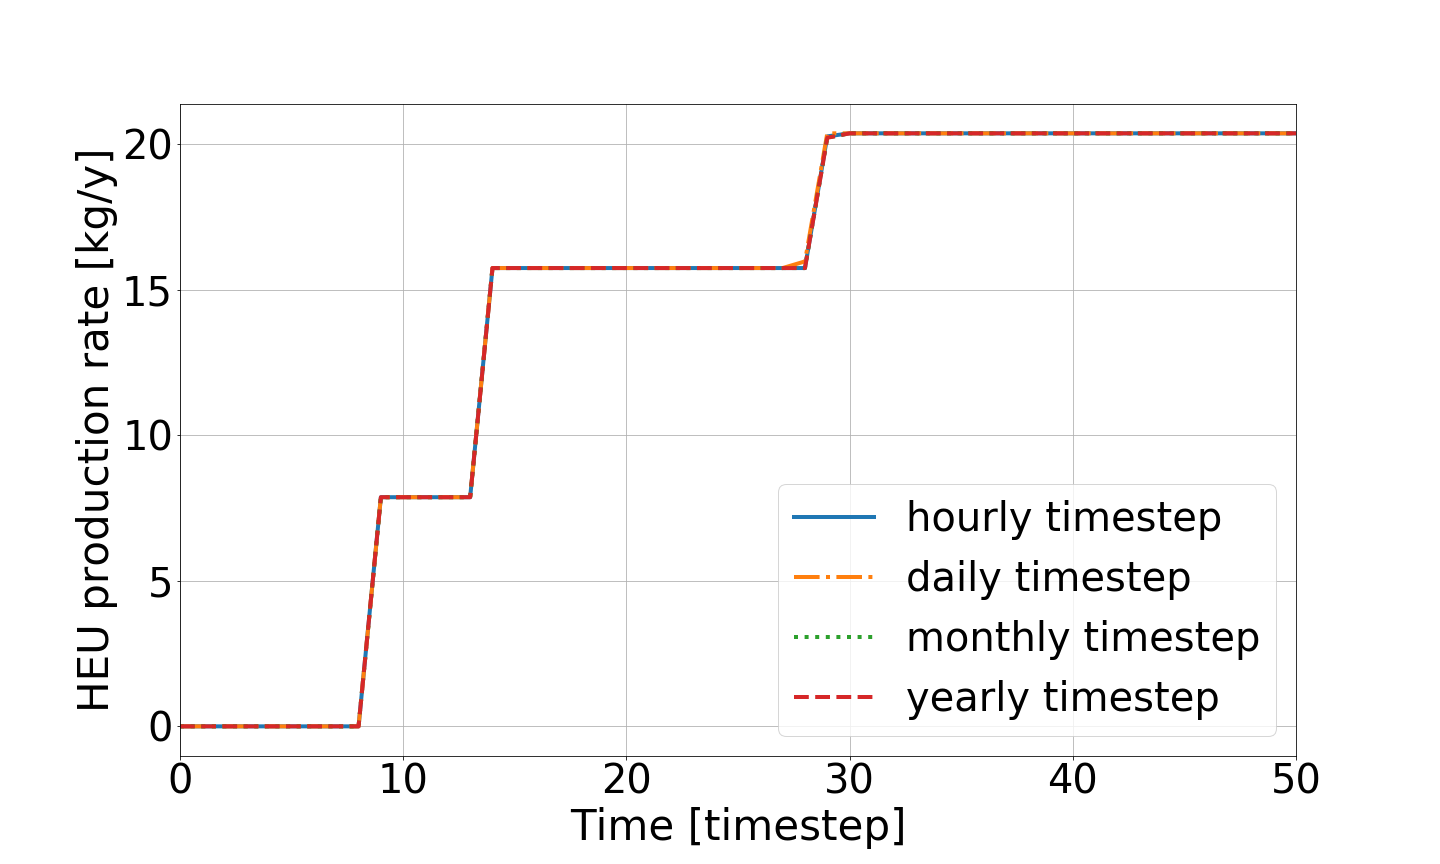 HEU production rate [kg/y]
20
15
10
5
0
hourly timestep
daily timestep
monthly timestep
yearly timestep
0 10 20 30 40 50
Time [timestep]